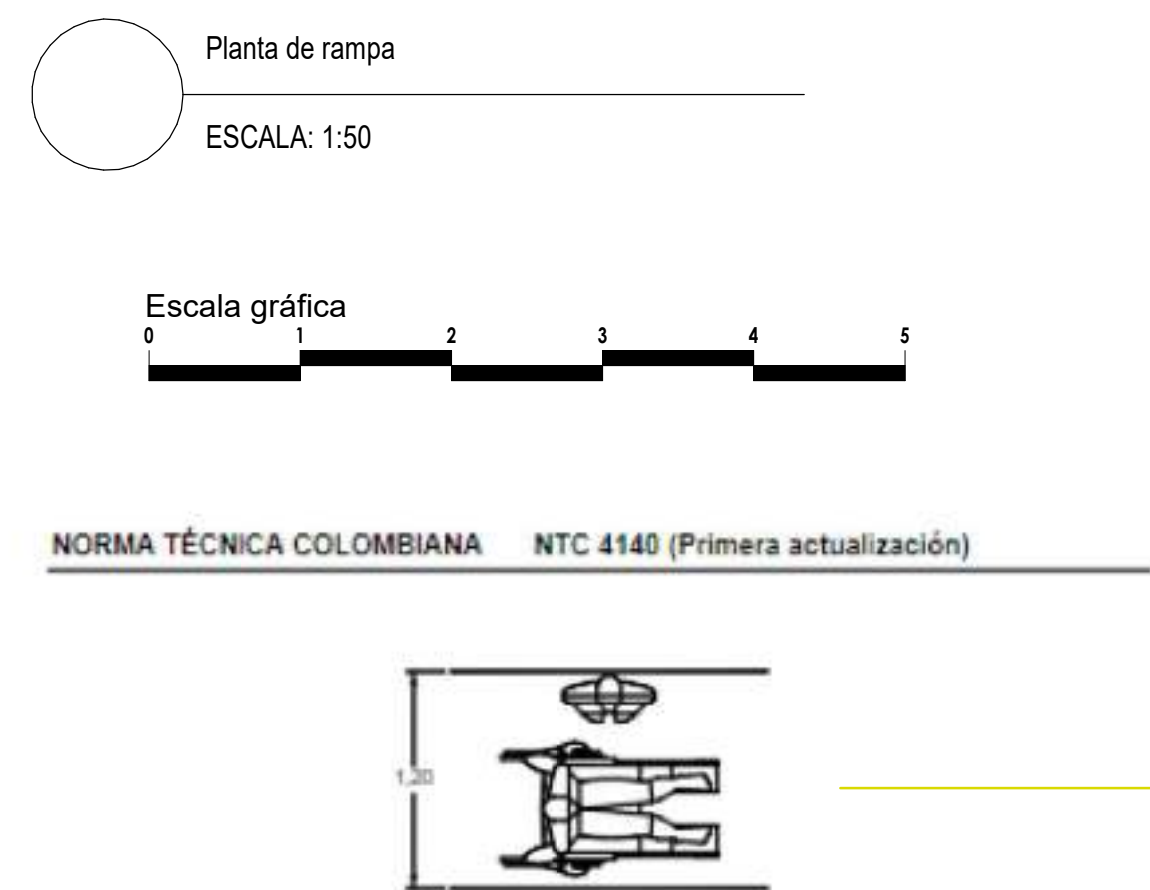 Planta de rampa
ESCALA: 1:50
Escala gráfica
0 1 2 3 4 5
NORMA TÉCNICA COLOMBIANA NTC 4140 (Primera actualización)
1,20